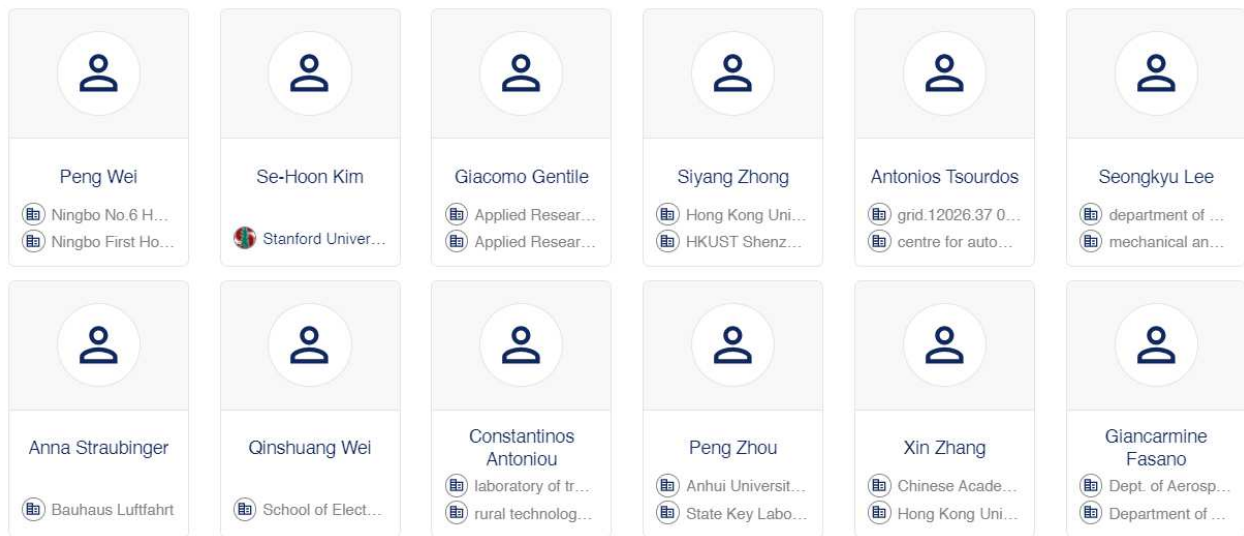 Peng Wei
Ningbo No.6 H...
Ningbo First Ho...
Se-Hoon Kim
Stanford Univer...
Giacomo Gentile
Applied Resear...
Applied Resear...
Siyang Zhong
Hong Kong Uni...
HKUST Shenz...
Antonios Tsourdos
grid.12026.37 0...
centre for auto...
Seongkyu Lee
department of ...
mechanical an...
Anna Straubinger
Bauhaus Luftfahrt
Qinshuang Wei
School of Elect...
Constantinos
Antoniou
laboratory of tr...
rural technolog...
Peng Zhou
Anhui Universit...
State Key Labo...
Xin Zhang
Chinese Acade...
Hong Kong Uni...
Giancarmine
Fasano
Dept. of Aerosp...
Department of ...